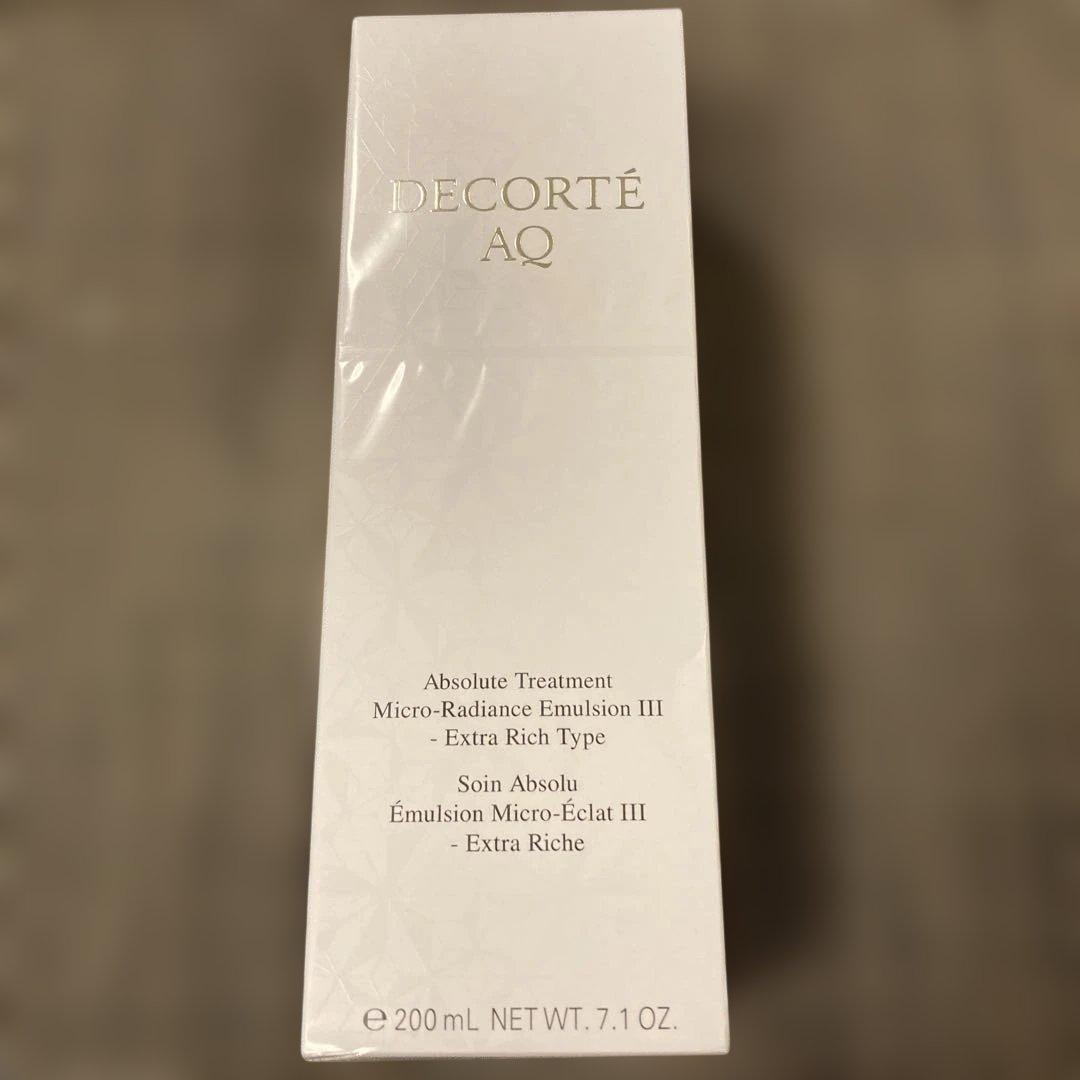 DECORTÉ
AQ
Absolute Treatment
Micro-Radiance Emulsion III
- Extra Rich Type
Soin Absolu
Émulsion Micro-Éclat III
- Extra Riche
℮ 200 mL NET WT. 7.1 OZ.